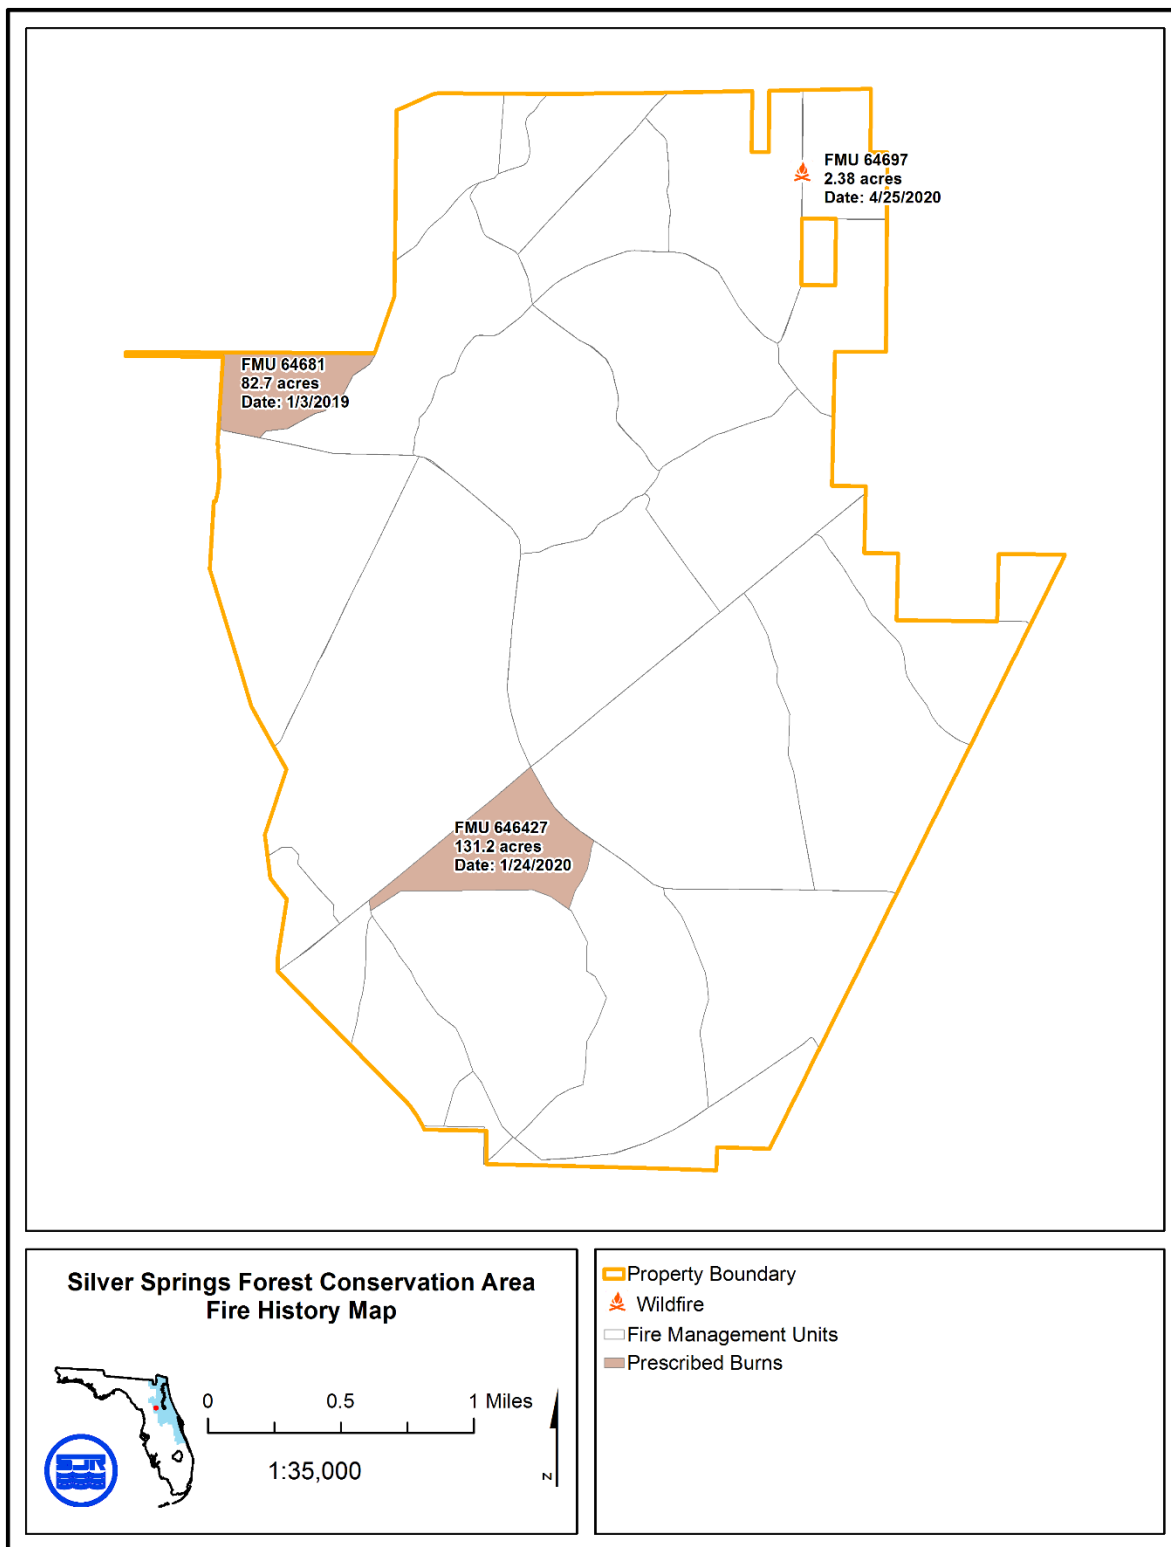 FMU 64697
2.38 acres
Date: 4/25/2020
FMU 64681
82.7 acres
Date: 1/3/2019
FMU 646427
131.2 acres
Date: 1/24/2020
Silver Springs Forest Conservation Area
Fire History Map
0 0.5 1 Miles
1:35,000
N
SJR
Property Boundary
Wildfire
Fire Management Units
Prescribed Burns